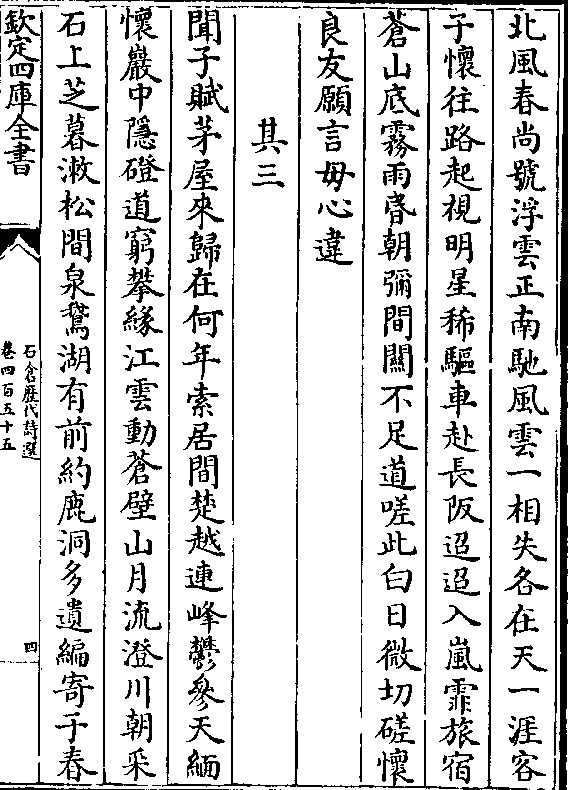 北風春尚號浮雲正南馳風雲一相失各在天一涯客
子懷往路起視明星稀驅車赴長阪迢迢入嵐霏旅宿
蒼山底霧雨昏朝彌間關不足道嗟此白日微切磋懷
良友願言毋心違
其三
聞子賦茅屋來歸在何年索居間楚越連峰鬱參天緬
懷巖中隱磴道窮攀緣江雲動蒼壁山月流澄川朝采
石上芝暮漱松間泉鵞湖有前約鹿洞多遺編寄子春
欽定四庫全書
石倉歷代詩選
卷四百五十五
四